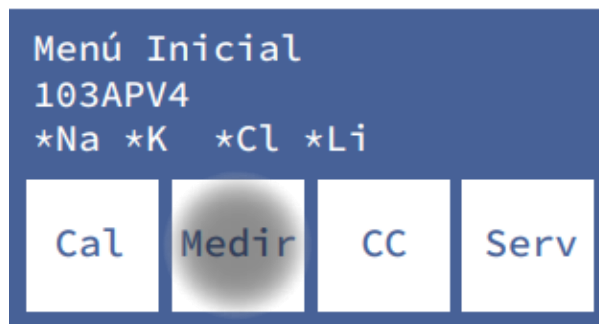 Menú Inicial
103APV4
*Na *K *Cl *Li
Cal Medir CC Serv